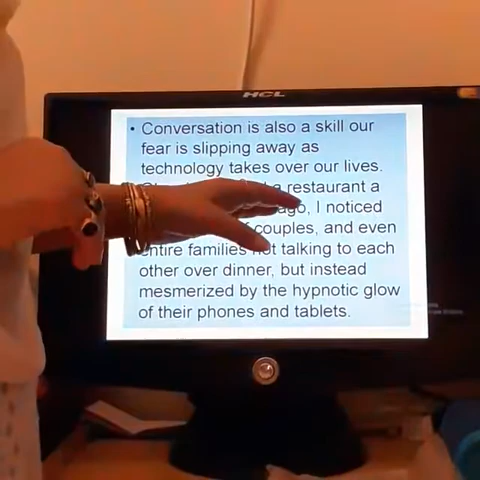 HCL
• Conversation is also a skill our
fear is slipping away as
technology takes over our lives.
a restaurant a
ago, I noticed
couples, and even
entire families not talking to each
other over dinner, but instead
mesmerized by the hypnotic glow
of their phones and tablets.